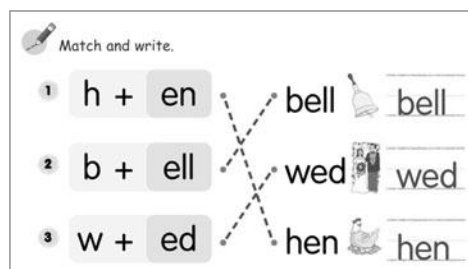 Match and write.
1 h + en bell bell
2 b + ell wed wed
3 w + ed hen hen